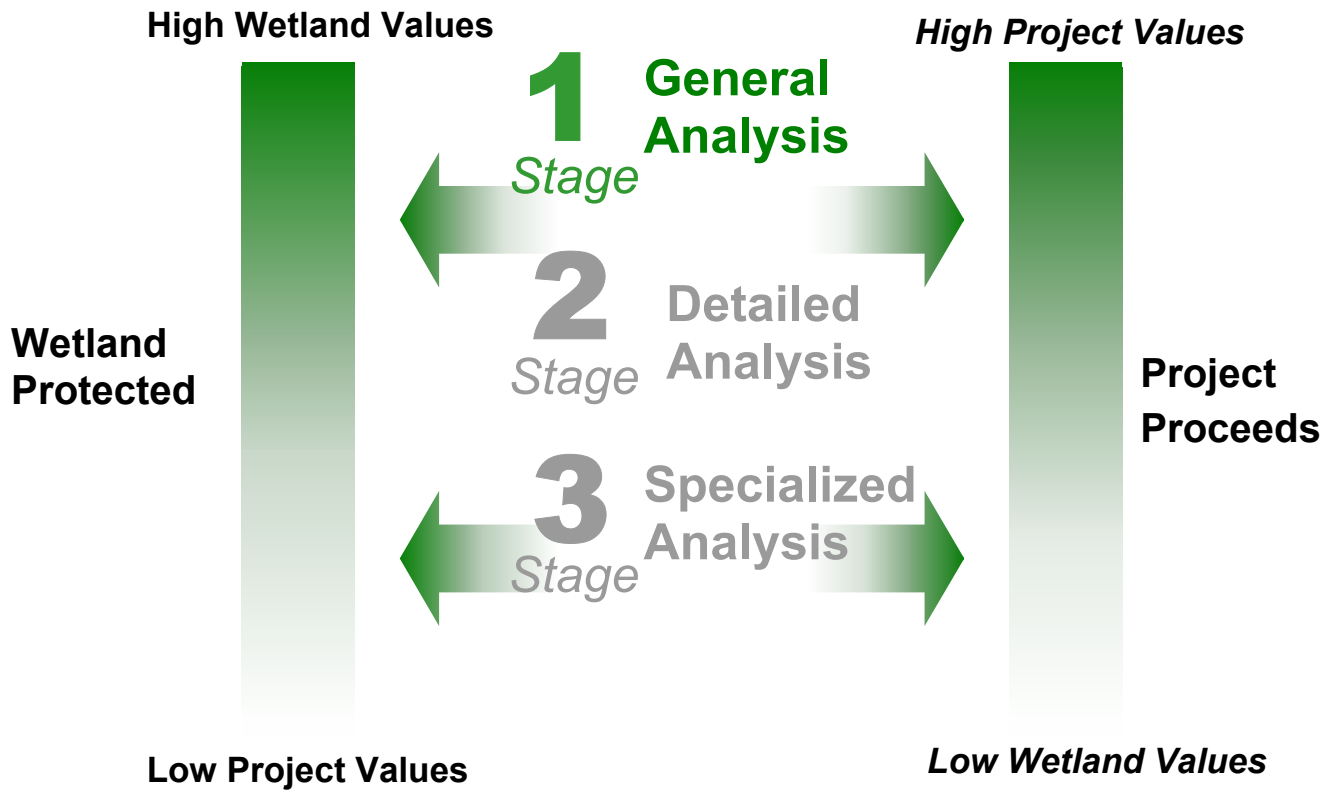 High Wetland Values
High Project Values
1
Stage
General
Analysis
2
Stage
Detailed
Analysis
Wetland
Protected
Project
Proceeds
3
Stage
Specialized
Analysis
Low Project Values
Low Wetland Values